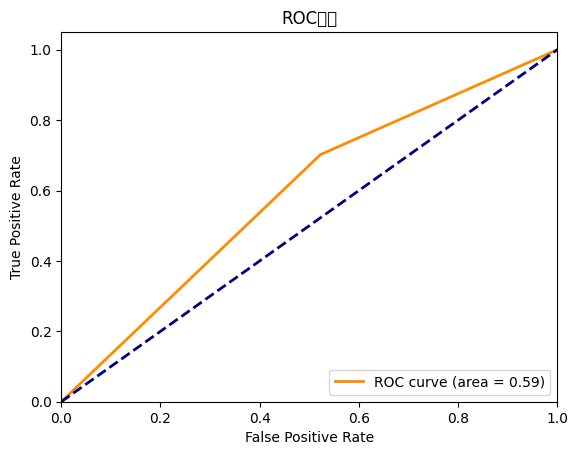 ROC
1.0
0.8
0.6
0.4
0.2
0.0
True Positive Rate
ROC curve (area = 0.59)
0.0 0.2 0.4 0.6 0.8 1.0
False Positive Rate